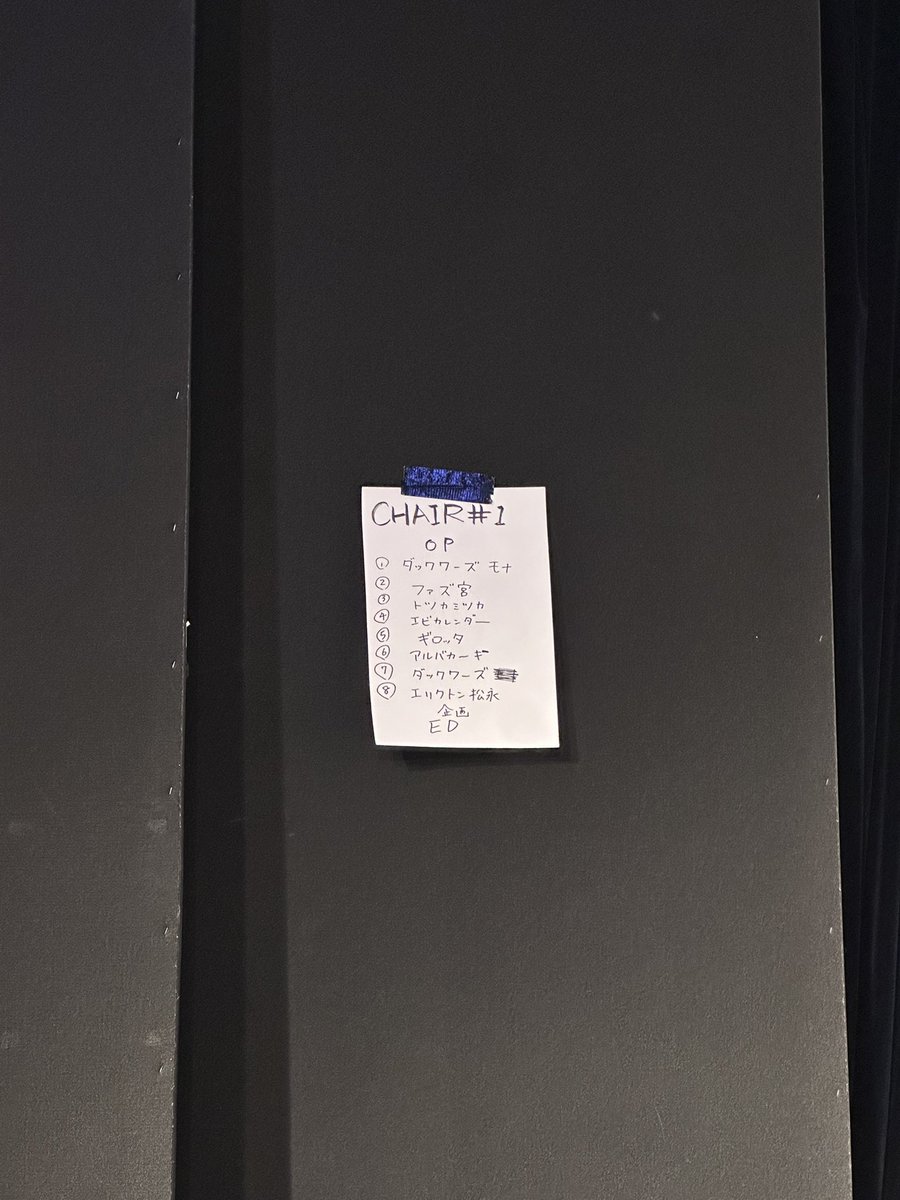 CHAIR#1
OP
① ダックワーズ モナ
② ファズ宮
③ トツカミツカ
④ エビカレンダー
⑤ ギロッタ
⑥ アルバカーギ
⑦ ダックワーズ
⑧ エリクトン松永
企画
ED